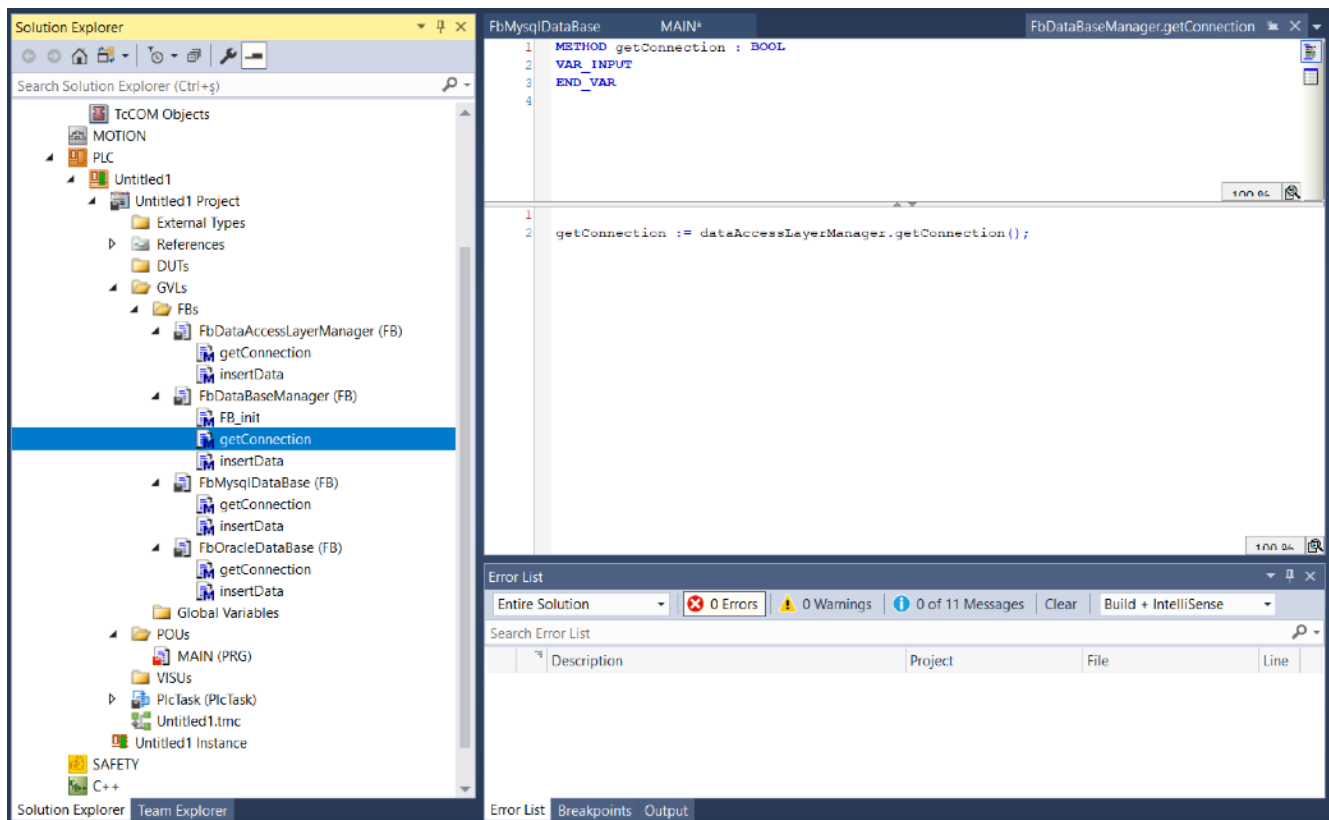 Solution Explorer
Search Solution Explorer (Ctrl+ş)
TcCOM Objects
MOTION
PLC
Untitled1
Untitled1 Project
External Types
References
DUTs
GVLs
FBs
FbDataAccessLayerManager (FB)
getConnection
insertData
FbDataBaseManager (FB)
FB_init
getConnection
insertData
FbMysqlDataBase (FB)
getConnection
insertData
FbOracleDataBase (FB)
getConnection
insertData
Global Variables
POUs
MAIN (PRG)
VISUs
PlcTask (PlcTask)
Untitled1.tmc
Untitled1 Instance
SAFETY
C++
Solution Explorer Team Explorer
FbMysqlDataBase MAIN* FbDataBaseManager.getConnection
1 METHOD getConnection : BOOL
2 VAR_INPUT
3 END_VAR
4
100 %
1
2 getConnection := dataAccessLayerManager.getConnection();
100 %
Error List
Entire Solution 0 Errors 0 Warnings 0 of 11 Messages Clear Build + IntelliSense
Search Error List
Description Project File Line
Error List Breakpoints Output